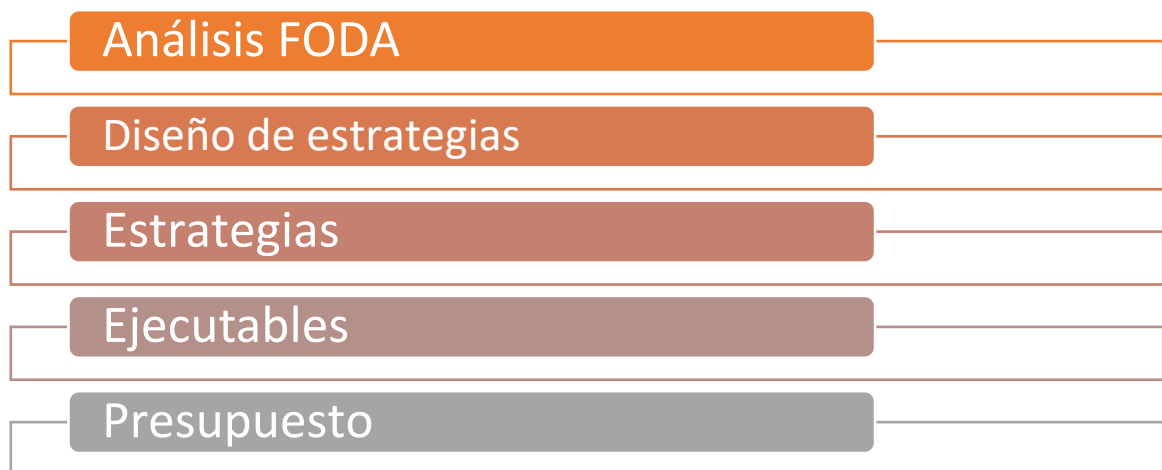 Análisis FODA
Diseño de estrategias
Estrategias
Ejecutables
Presupuesto